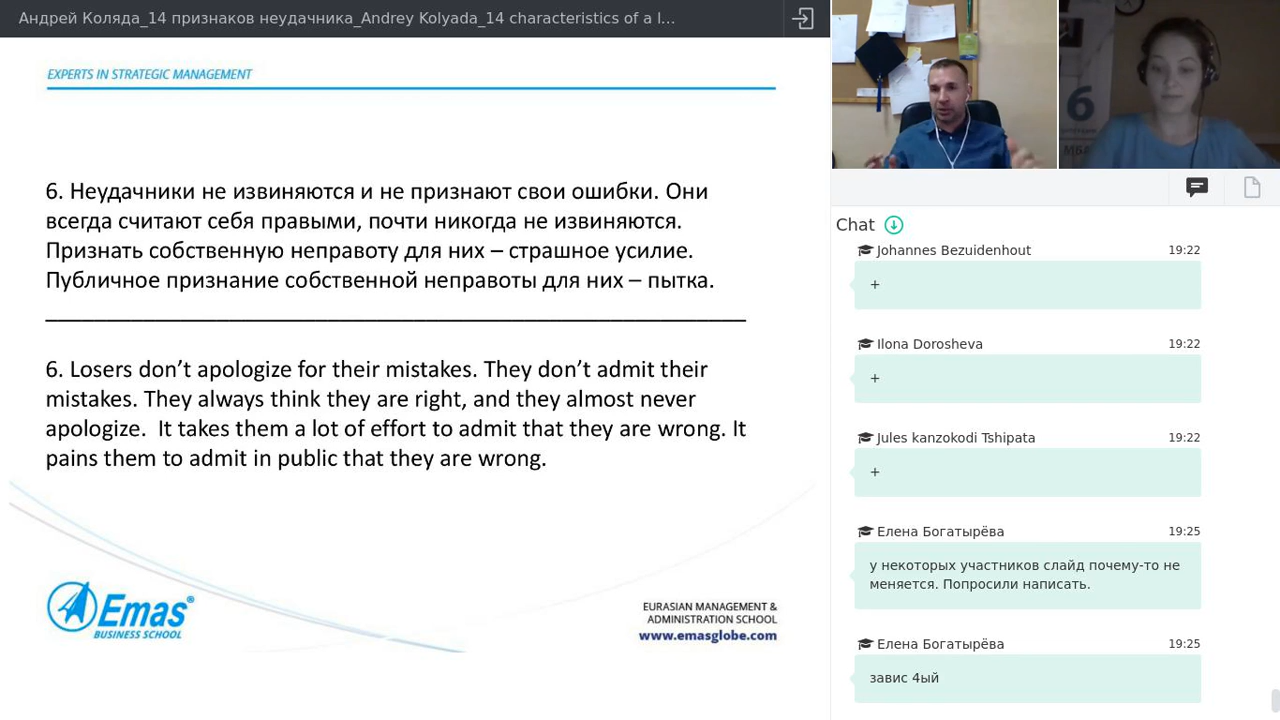 Андрей Коляда_14 признаков неудачника_Andrey Kolyada_14 characteristics of a l...
EXPERTS IN STRATEGIC MANAGEMENT
6. Неудачники не извиняются и не признают свои ошибки. Они
всегда считают себя правыми, почти никогда не извиняются.
Признать собственную неправоту для них – страшное усилие.
Публичное признание собственной неправоты для них – пытка.
6. Losers don’t apologize for their mistakes. They don’t admit their
mistakes. They always think they are right, and they almost never
apologize. It takes them a lot of effort to admit that they are wrong. It
pains them to admit in public that they are wrong.
Emas®
BUSINESS SCHOOL
EURASIAN MANAGEMENT &
ADMINISTRATION SCHOOL
www.emasglobe.com
6
МБА
Chat
Johannes Bezuidenhout 19:22
+
Ilona Dorosheva 19:22
+
Jules kanzokodi Tshipata 19:22
+
Елена Богатырёва 19:25
у некоторых участников слайд почему-то не
меняется. Попросили написать.
Елена Богатырёва 19:25
завис 4ый